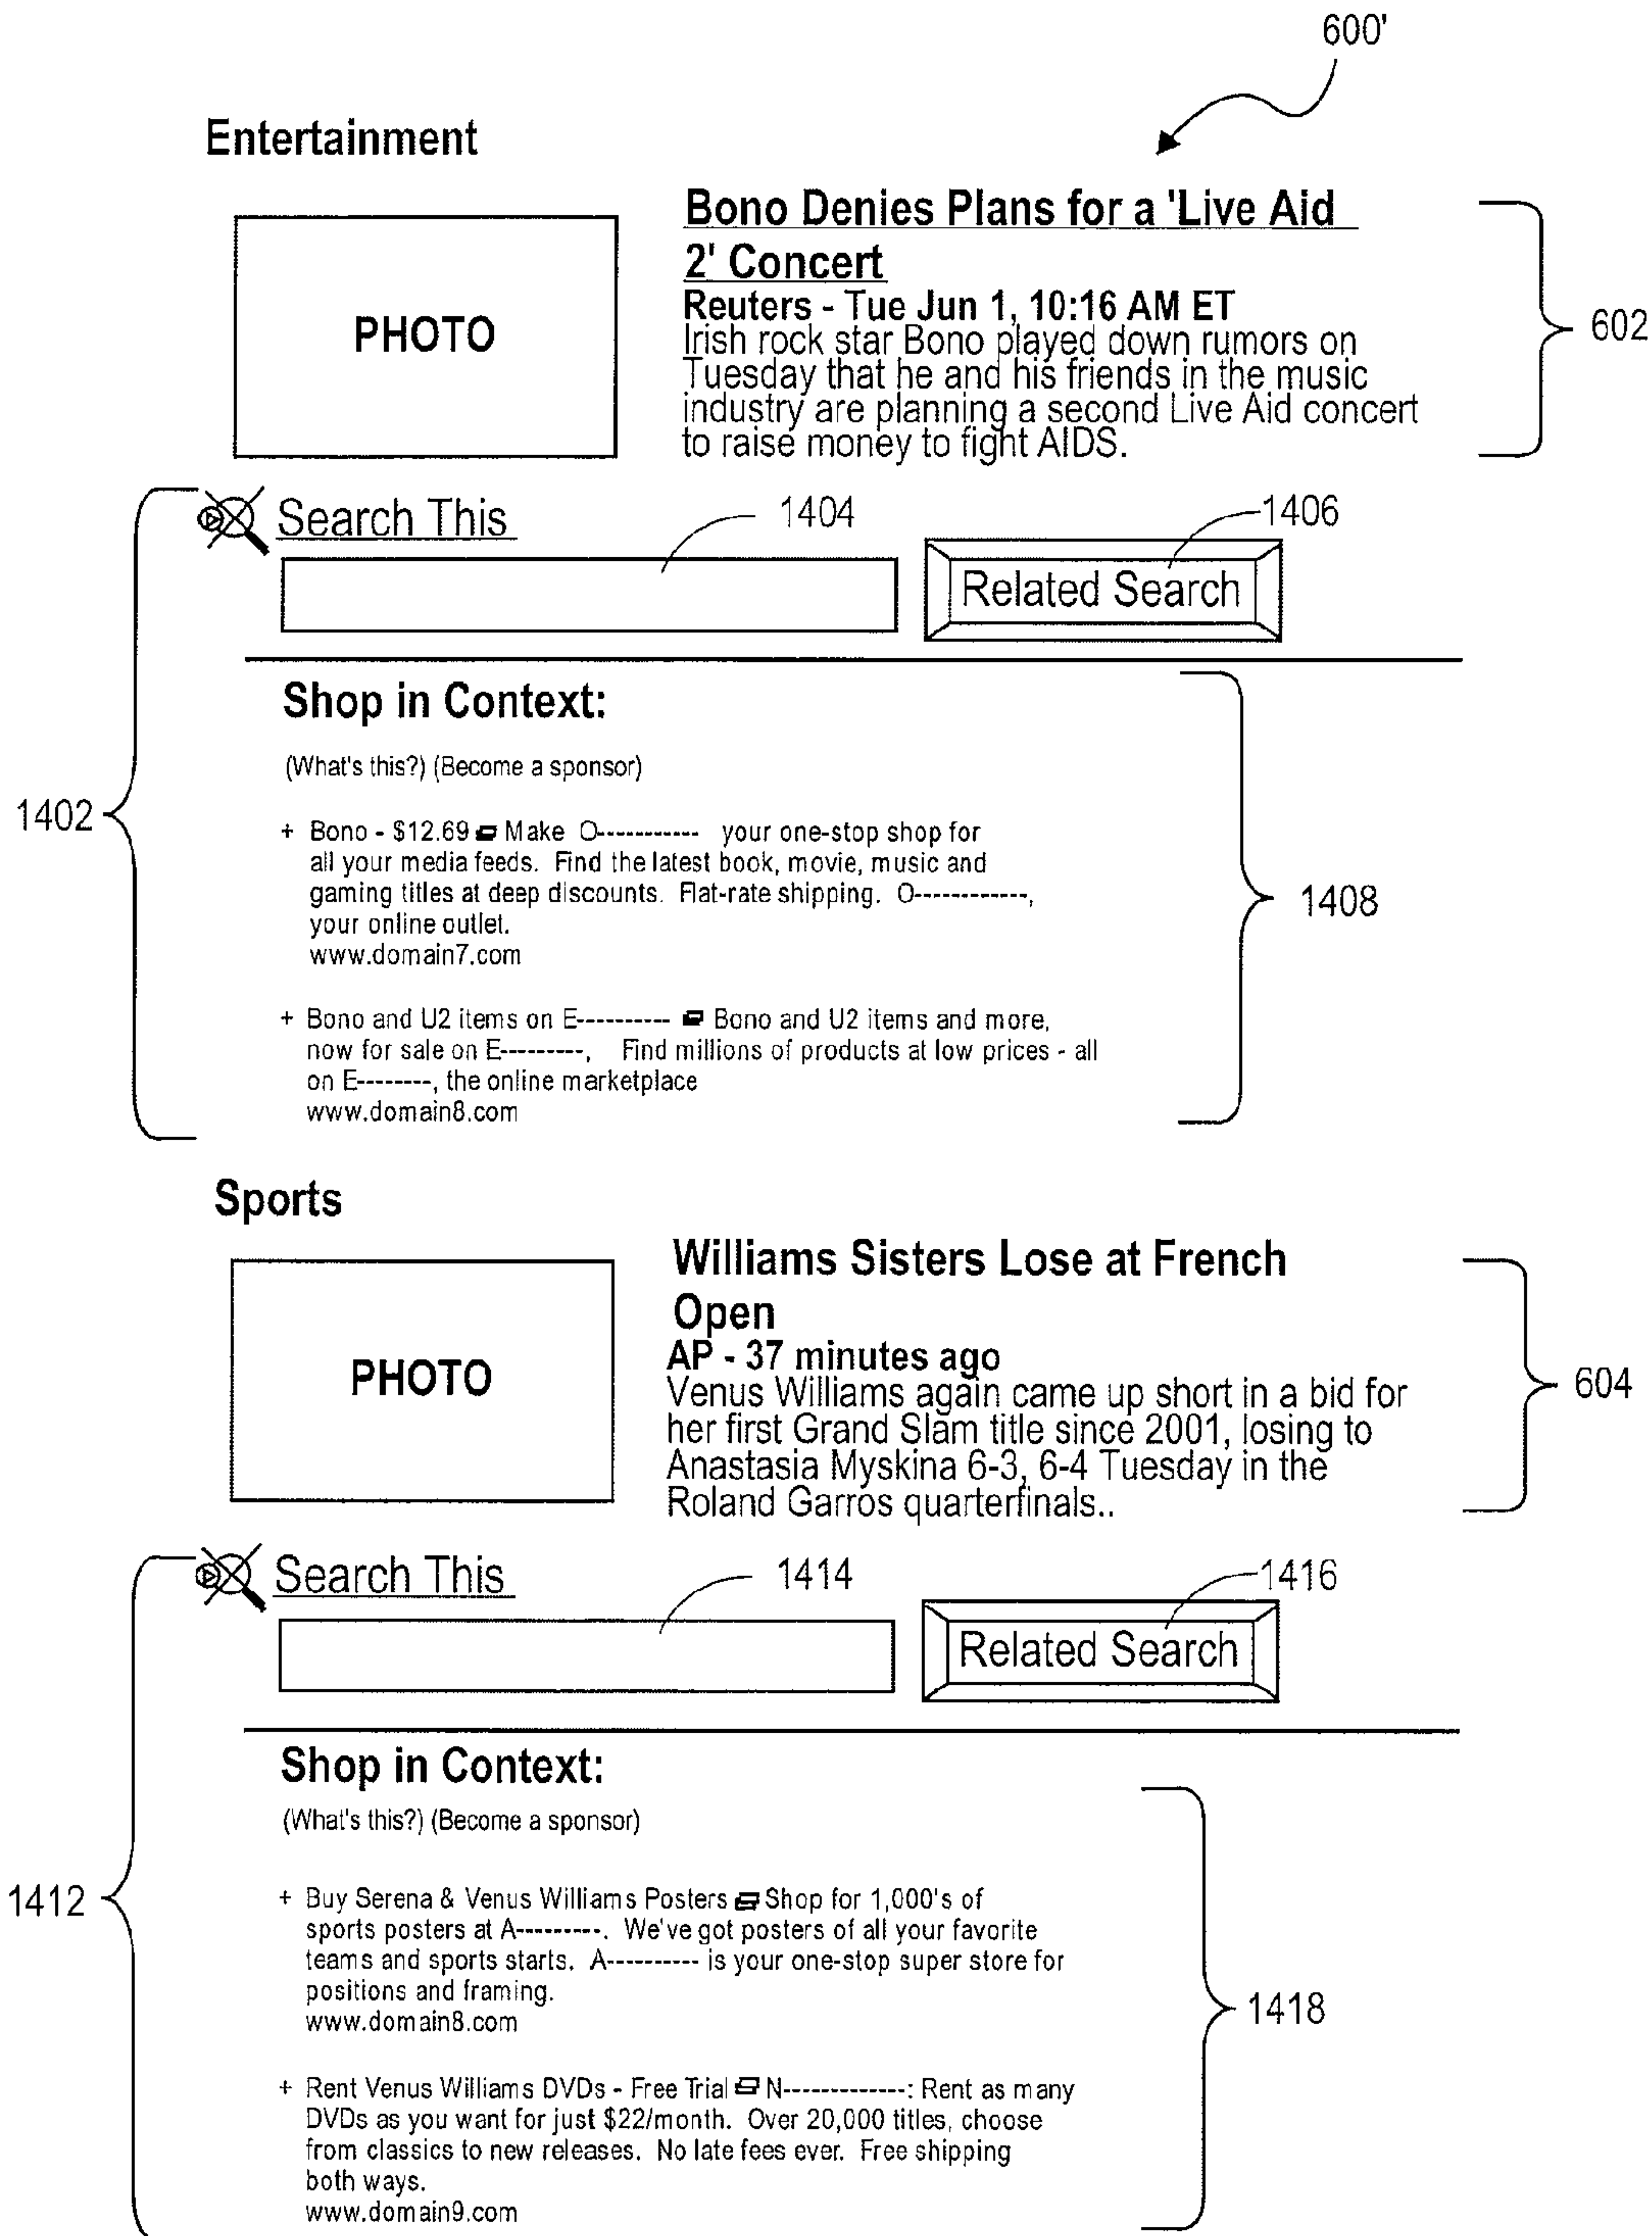 600'
Entertainment
Bono Denies Plans for a 'Live Aid
2' Concert
Reuters - Tue Jun 1, 10:16 AM ET
Irish rock star Bono played down rumors on
Tuesday that he and his friends in the music
industry are planning a second Live Aid concert
to raise money to fight AIDS.
PHOTO
602
Search This
1404
1406
Related Search
Shop in Context:
(What's this?) (Become a sponsor)
1402
+ Bono - $12.69 Make O----------- your one-stop shop for
all your media feeds. Find the latest book, movie, music and
gaming titles at deep discounts. Flat-rate shipping. O------------,
your online outlet.
www.domain7.com
1408
+ Bono and U2 items on E---------- Bono and U2 items and more,
now for sale on E---------, Find millions of products at low prices - all
on E--------, the online marketplace
www.domain8.com
Sports
Williams Sisters Lose at French
Open
AP - 37 minutes ago
Venus Williams again came up short in a bid for
her first Grand Slam title since 2001, losing to
Anastasia Myskina 6-3, 6-4 Tuesday in the
Roland Garros quarterfinals..
PHOTO
604
Search This
1414
1416
Related Search
Shop in Context:
(What's this?) (Become a sponsor)
1412
+ Buy Serena & Venus Williams Posters Shop for 1,000's of
sports posters at A---------. We've got posters of all your favorite
teams and sports starts. A---------- is your one-stop super store for
positions and framing.
www.domain8.com
1418
+ Rent Venus Williams DVDs - Free Trial N-------------: Rent as many
DVDs as you want for just $22/month. Over 20,000 titles, choose
from classics to new releases. No late fees ever. Free shipping
both ways.
www.domain9.com